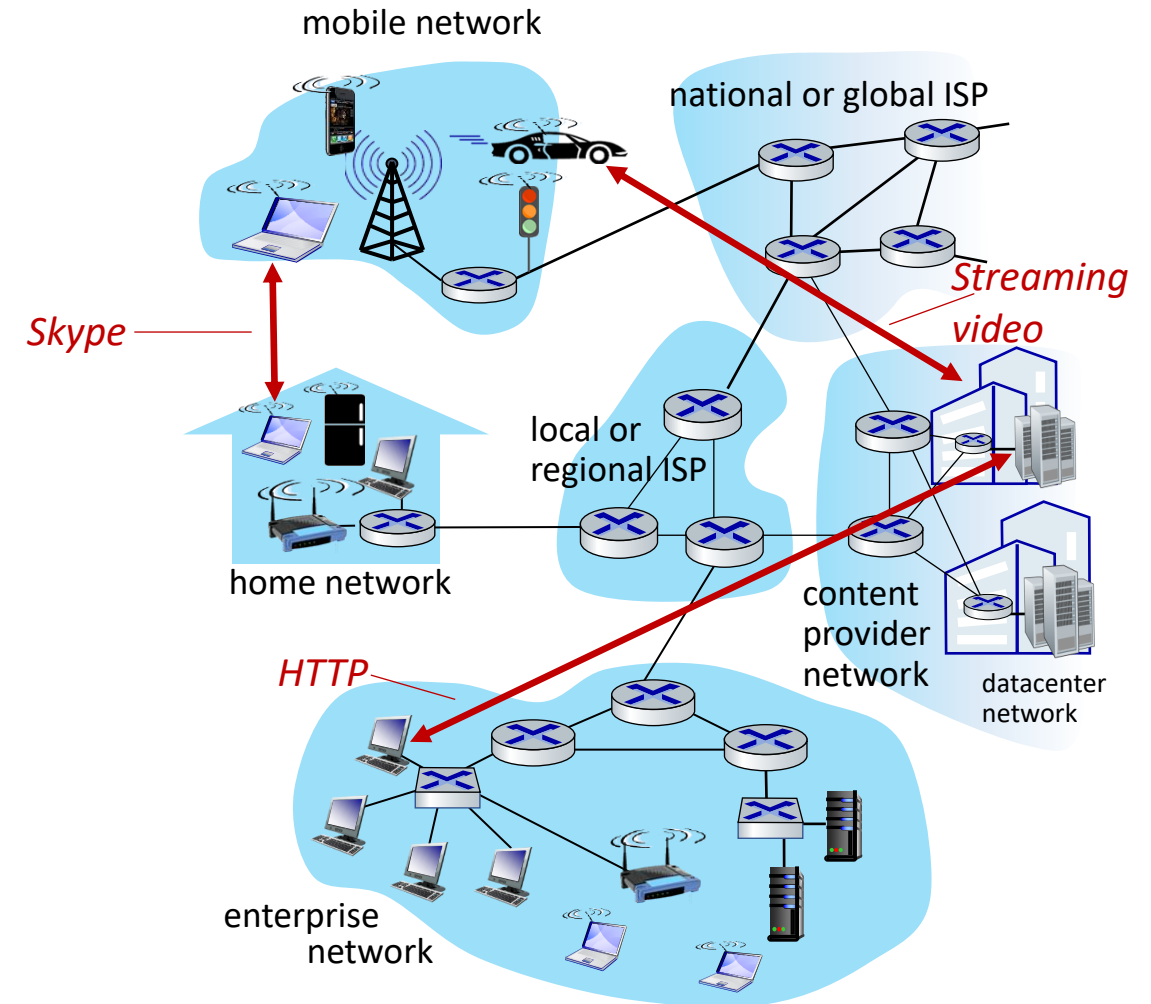 mobile network
national or global ISP
Streaming
video
Skype
local or
regional ISP
home network
content
provider
network
datacenter
network
HTTP
enterprise
network